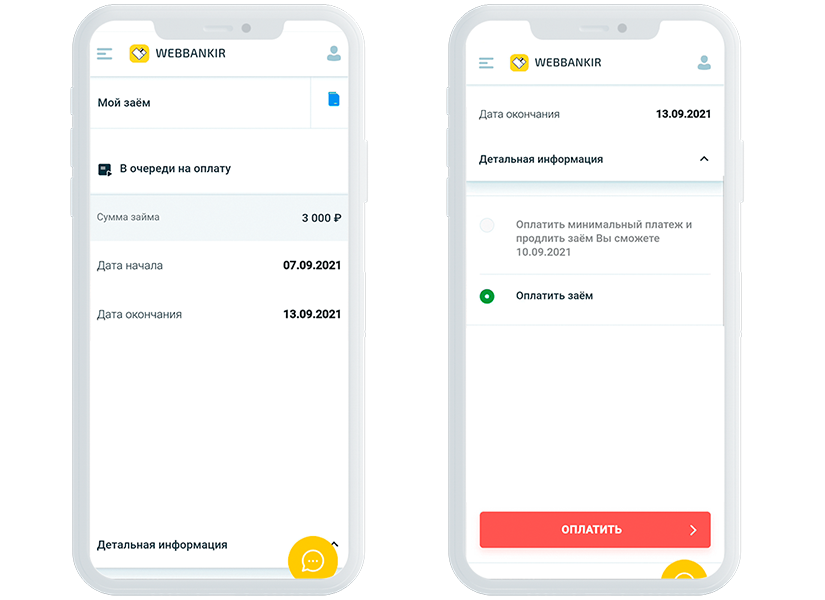 WEBBANKIR
Мой заём
В очереди на оплату
Сумма займа 3 000 ₽
Дата начала 07.09.2021
Дата окончания 13.09.2021
Детальная информация
WEBBANKIR
Дата окончания 13.09.2021
Детальная информация
Оплатить минимальный платеж и
продлить заём Вы сможете
10.09.2021
Оплатить заём
ОПЛАТИТЬ